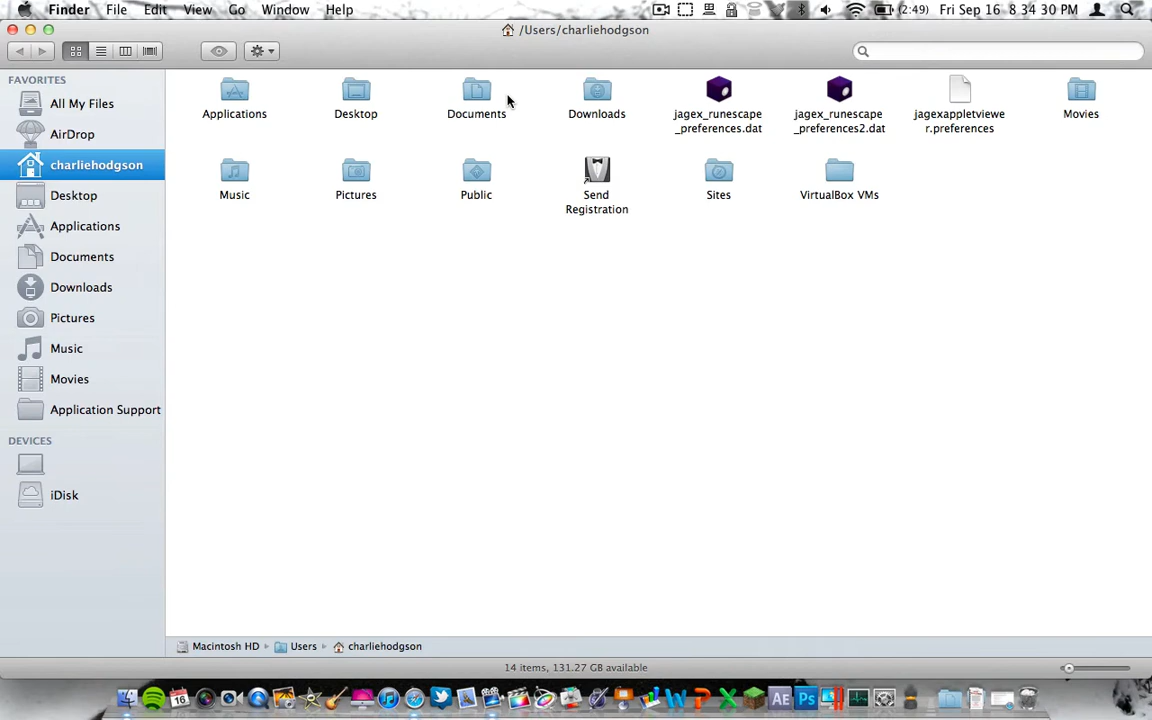 Finder File Edit View Go Window Help (2:49) Fri Sep 16 8.34 30 PM
/Users/charliehodgson
FAVORITES
All My Files
AirDrop
charliehodgson
Desktop
Applications
Documents
Downloads
Pictures
Music
Movies
Application Support
DEVICES
iDisk
Applications Desktop Documents Downloads jagex_runescape jagex_runescape jagexappletviewe Movies
_preferences.dat _preferences2.dat r.preferences
Music Pictures Public Send Sites VirtualBox VMs
Registration
Macintosh HD Users charliehodgson
14 items, 131.27 GB available
16 W P X AE Ps